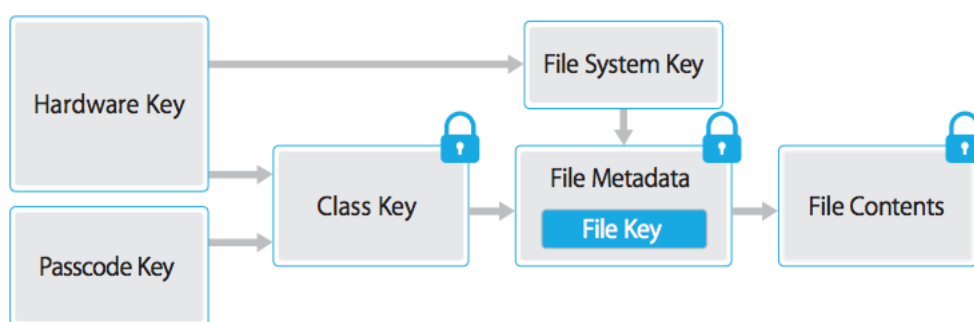 Hardware Key
File System Key
Class Key
File Metadata
File Key
File Contents
Passcode Key